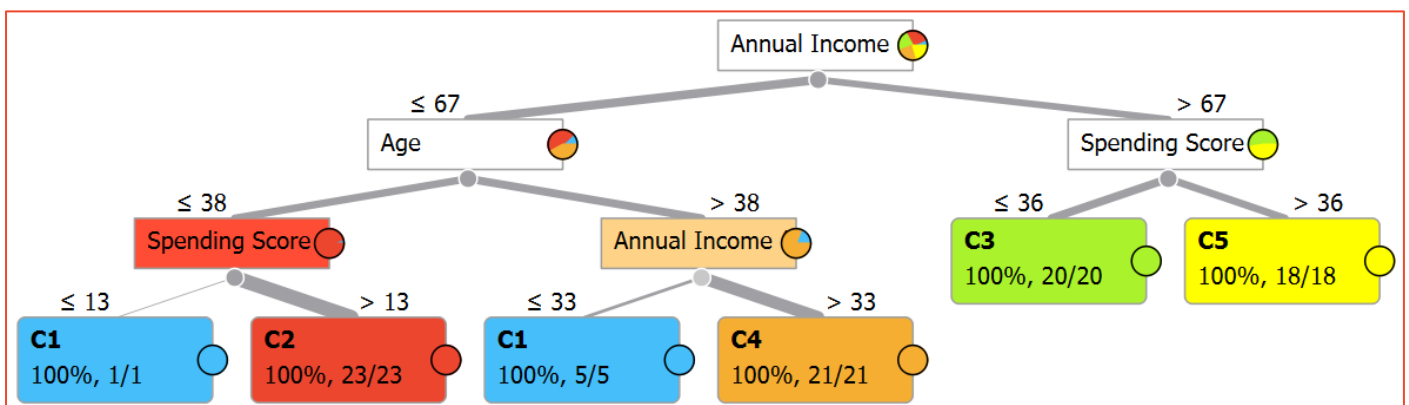 Annual Income
≤ 67
> 67
Age
Spending Score
≤ 38
> 38
≤ 36
> 36
Spending Score
Annual Income
C3
100%, 20/20
C5
100%, 18/18
≤ 13
> 13
≤ 33
> 33
C1
100%, 1/1
C2
100%, 23/23
C1
100%, 5/5
C4
100%, 21/21